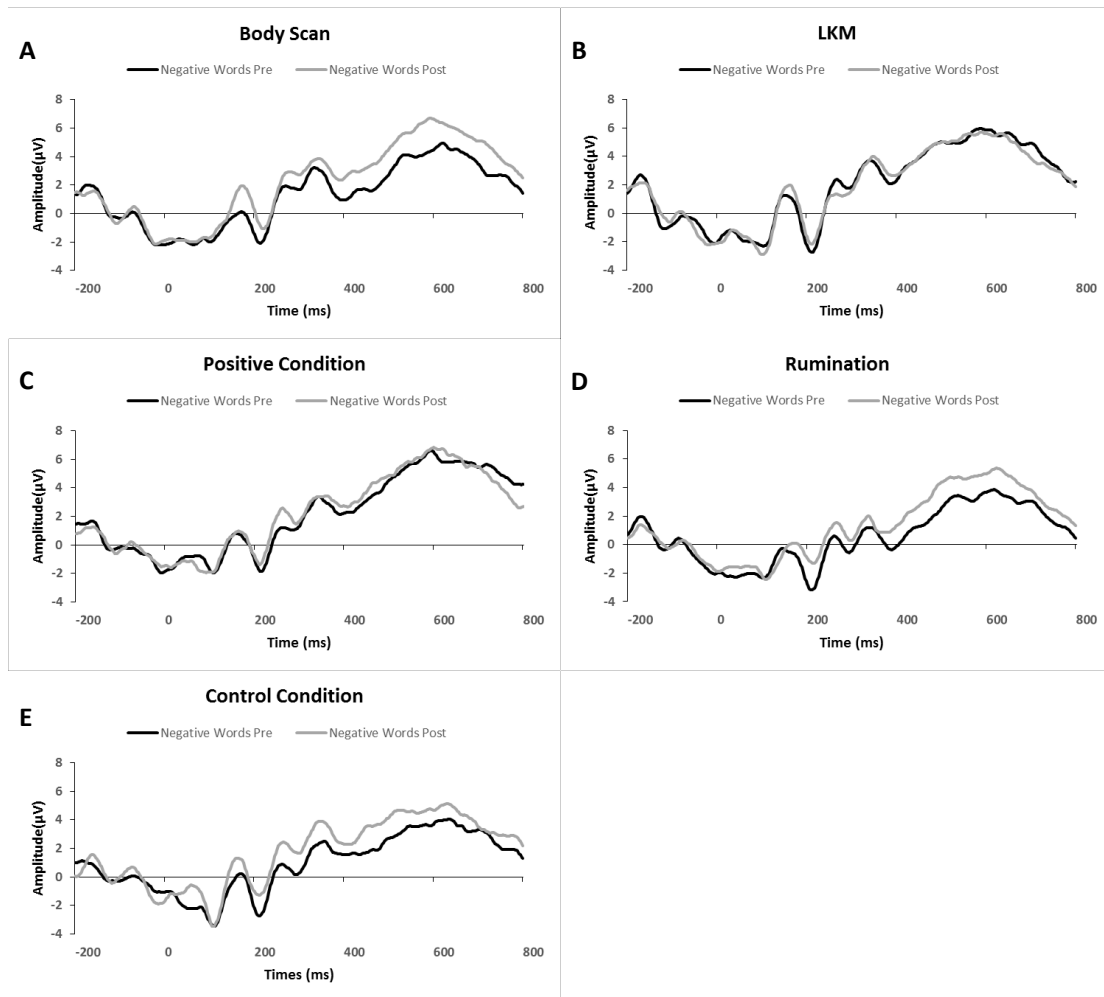 A
Body Scan
Negative Words Pre Negative Words Post
8
6
4
2
0
-2
-4
Amplitude(µV)
-200 0 200 400 600 800
Time (ms)
B
LKM
Negative Words Pre Negative Words Post
8
6
4
2
0
-2
-4
Amplitude(µV)
-200 0 200 400 600 800
Time (ms)
C
Positive Condition
Negative Words Pre Negative Words Post
8
6
4
2
0
-2
-4
Amplitude(µV)
-200 0 200 400 600 800
Time (ms)
D
Rumination
Negative Words Pre Negative Words Post
8
6
4
2
0
-2
-4
Amplitude(µV)
-200 0 200 400 600 800
Time (ms)
E
Control Condition
Negative Words Pre Negative Words Post
8
6
4
2
0
-2
-4
Amplitude(µV)
-200 0 200 400 600 800
Times (ms)